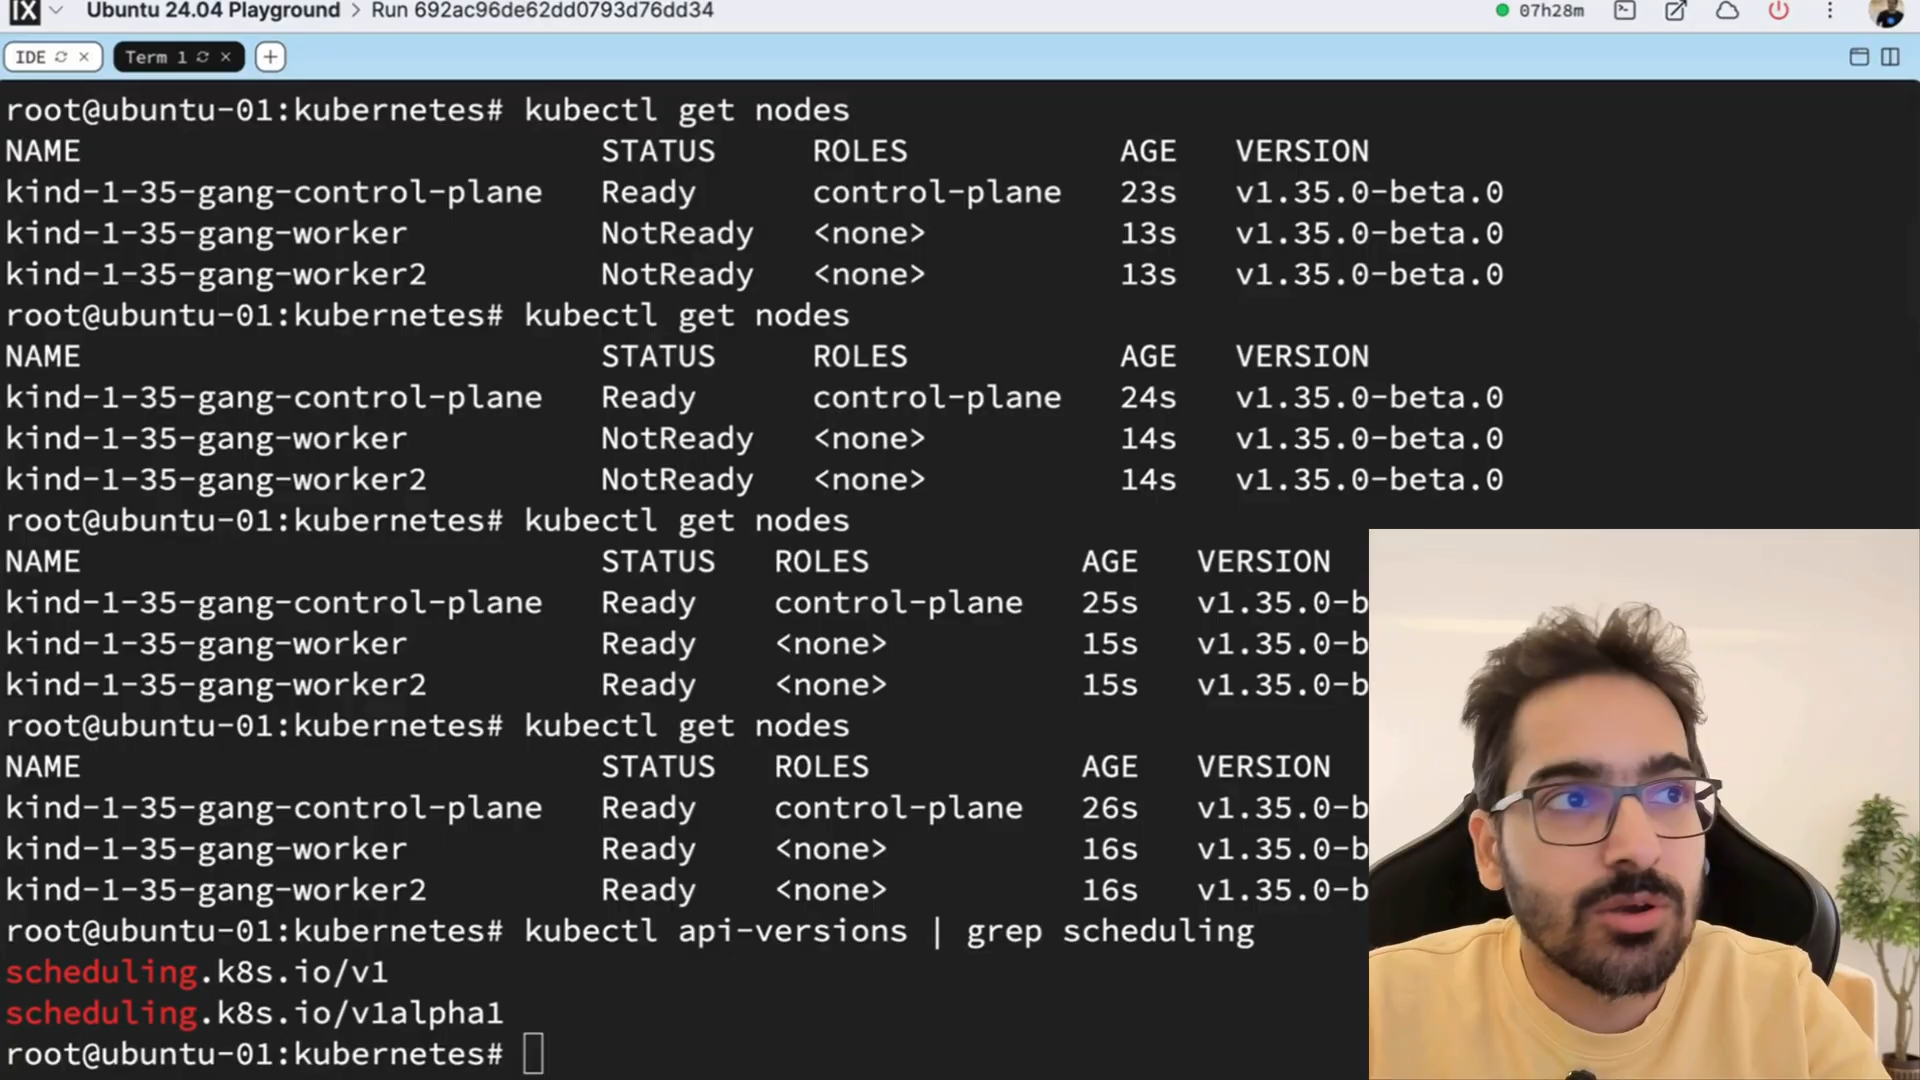 Ubuntu 24.04 Playground > Run 692ac96de62dd0793d76dd34 07h28m
IDE Term 1
root@ubuntu-01:kubernetes# kubectl get nodes
NAME STATUS ROLES AGE VERSION
kind-1-35-gang-control-plane Ready control-plane 23s v1.35.0-beta.0
kind-1-35-gang-worker NotReady <none> 13s v1.35.0-beta.0
kind-1-35-gang-worker2 NotReady <none> 13s v1.35.0-beta.0
root@ubuntu-01:kubernetes# kubectl get nodes
NAME STATUS ROLES AGE VERSION
kind-1-35-gang-control-plane Ready control-plane 24s v1.35.0-beta.0
kind-1-35-gang-worker NotReady <none> 14s v1.35.0-beta.0
kind-1-35-gang-worker2 NotReady <none> 14s v1.35.0-beta.0
root@ubuntu-01:kubernetes# kubectl get nodes
NAME STATUS ROLES AGE VERSION
kind-1-35-gang-control-plane Ready control-plane 25s v1.35.0-b
kind-1-35-gang-worker Ready <none> 15s v1.35.0-b
kind-1-35-gang-worker2 Ready <none> 15s v1.35.0-b
root@ubuntu-01:kubernetes# kubectl get nodes
NAME STATUS ROLES AGE VERSION
kind-1-35-gang-control-plane Ready control-plane 26s v1.35.0-b
kind-1-35-gang-worker Ready <none> 16s v1.35.0-b
kind-1-35-gang-worker2 Ready <none> 16s v1.35.0-b
root@ubuntu-01:kubernetes# kubectl api-versions | grep scheduling
scheduling.k8s.io/v1
scheduling.k8s.io/v1alpha1
root@ubuntu-01:kubernetes#